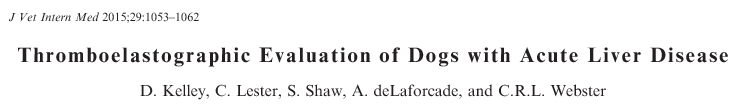 J Vet Intern Med 2015;29:1053–1062
Thromboelastographic Evaluation of Dogs with Acute Liver Disease
D. Kelley, C. Lester, S. Shaw, A. deLaforcade, and C.R.L. Webster